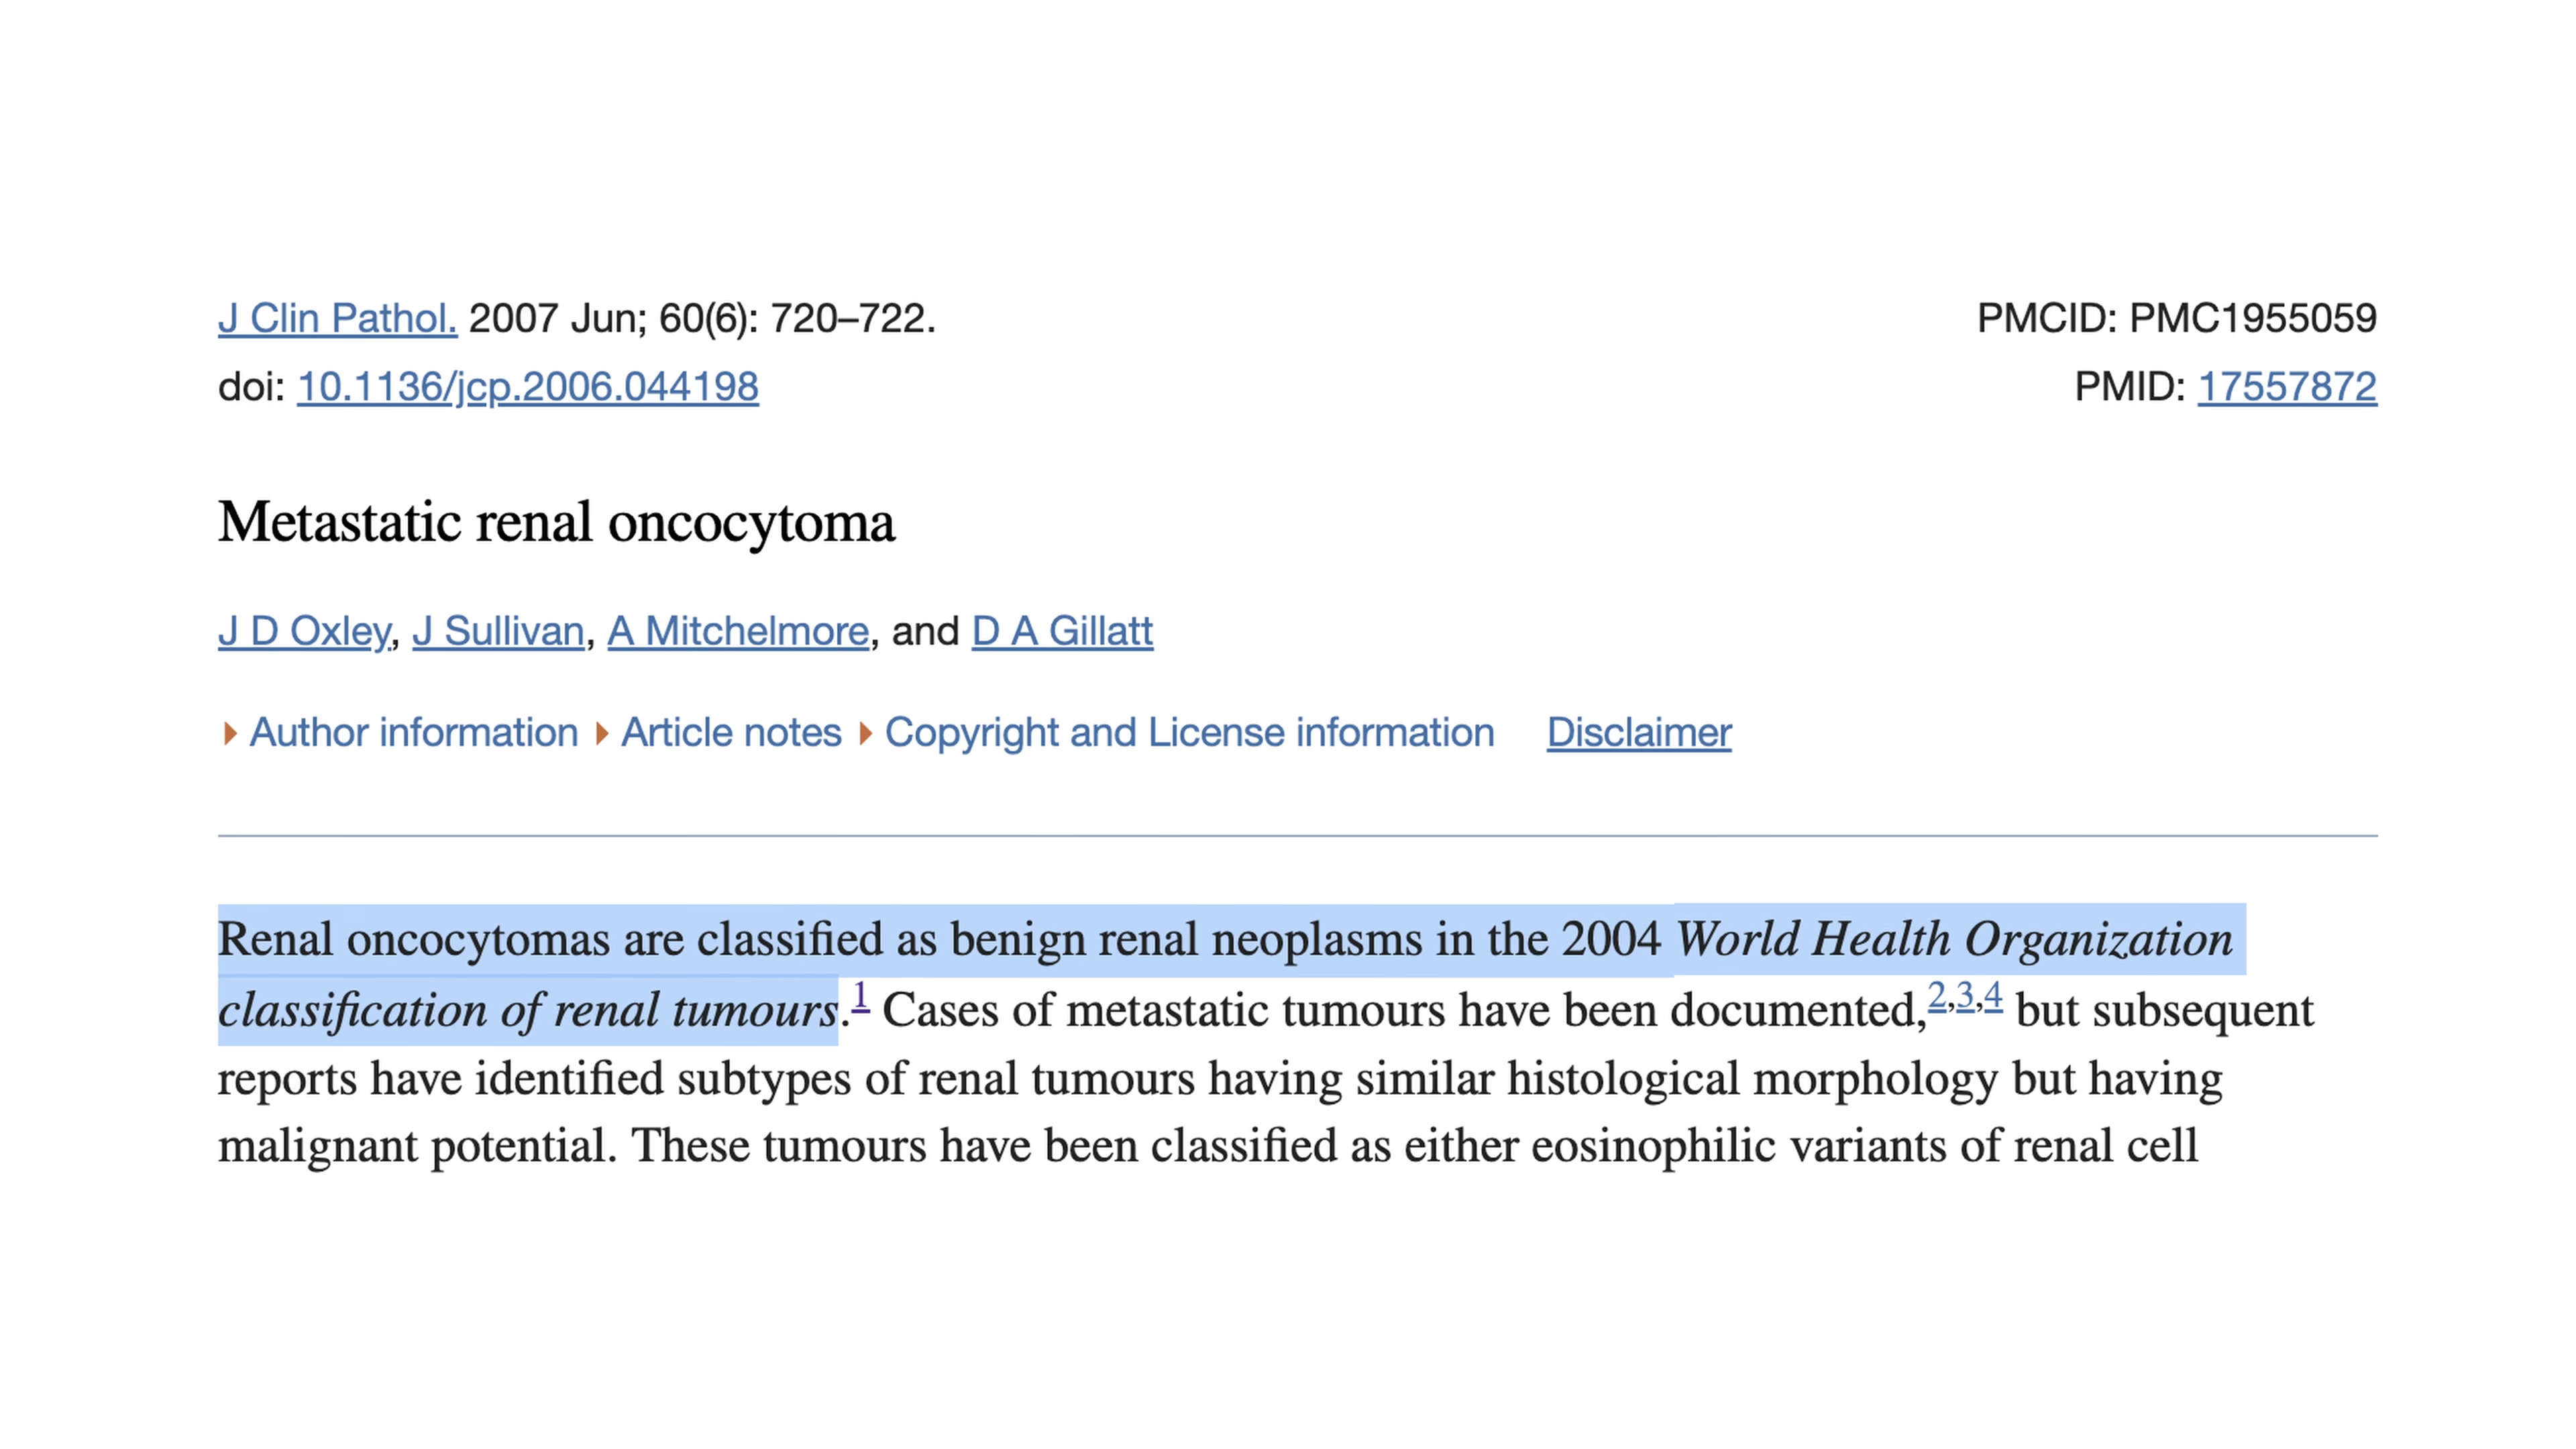 J Clin Pathol. 2007 Jun; 60(6): 720–722.
PMCID: PMC1955059
doi: 10.1136/jcp.2006.044198
PMID: 17557872
Metastatic renal oncocytoma
J D Oxley, J Sullivan, A Mitchelmore, and D A Gillatt
Author information Article notes Copyright and License information Disclaimer
Renal oncocytomas are classified as benign renal neoplasms in the 2004 World Health Organization
classification of renal tumours.1 Cases of metastatic tumours have been documented,2,3,4 but subsequent
reports have identified subtypes of renal tumours having similar histological morphology but having
malignant potential. These tumours have been classified as either eosinophilic variants of renal cell